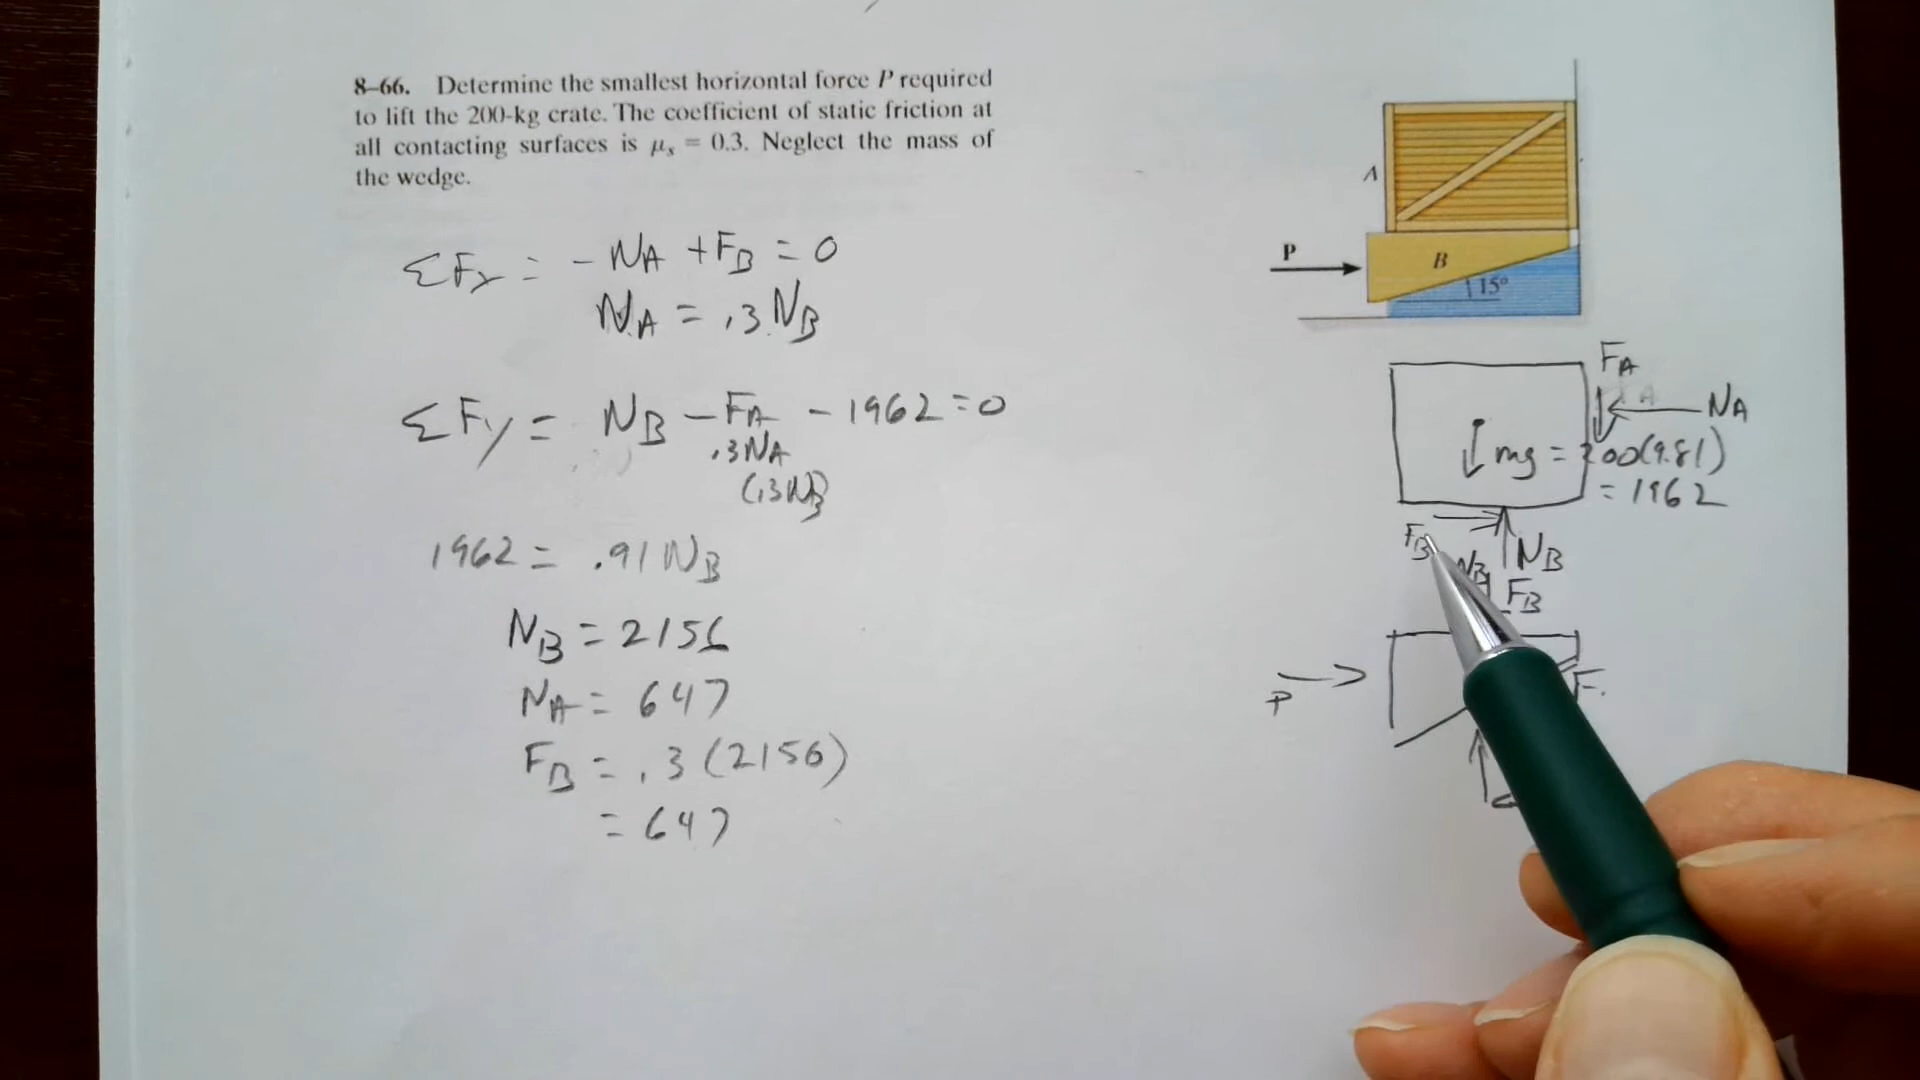 8–66. Determine the smallest horizontal force P required
to lift the 200-kg crate. The coefficient of static friction at
all contacting surfaces is μs = 0.3. Neglect the mass of
the wedge.
A
P
B
15°
ΣFx = - NA + FB = 0
NA = .3 NB
ΣFy = NB - FA - 1962 = 0
.3NA
(.3NB)
1962 = .91 NB
NB = 2156
NA = 647
FB = .3 (2156)
= 647
FA
NA
mg = 200(9.81)
= 1962
FB
NB
NB
FB
P